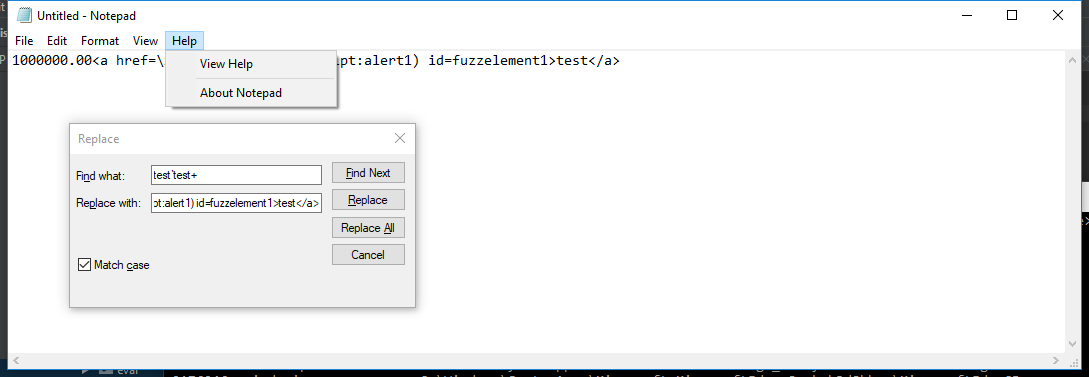 Untitled - Notepad
File Edit Format View Help
1000000.00<a href=\ pt:alert1) id=fuzzelement1>test</a>
View Help
About Notepad
Replace
Find what: test'test+ Find Next
Replace with: pt:alert1) id=fuzzelement1>test</a> Replace
Replace All
Match case Cancel
eval